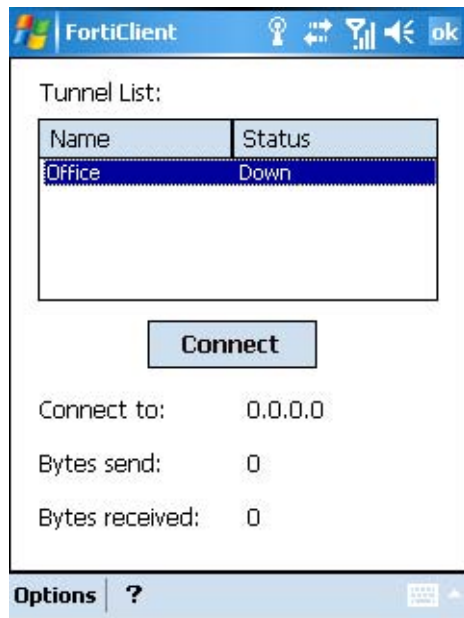 FortiClient ok
Tunnel List:
Name Status
Office Down
Connect
Connect to: 0.0.0.0
Bytes send: 0
Bytes received: 0
Options ?